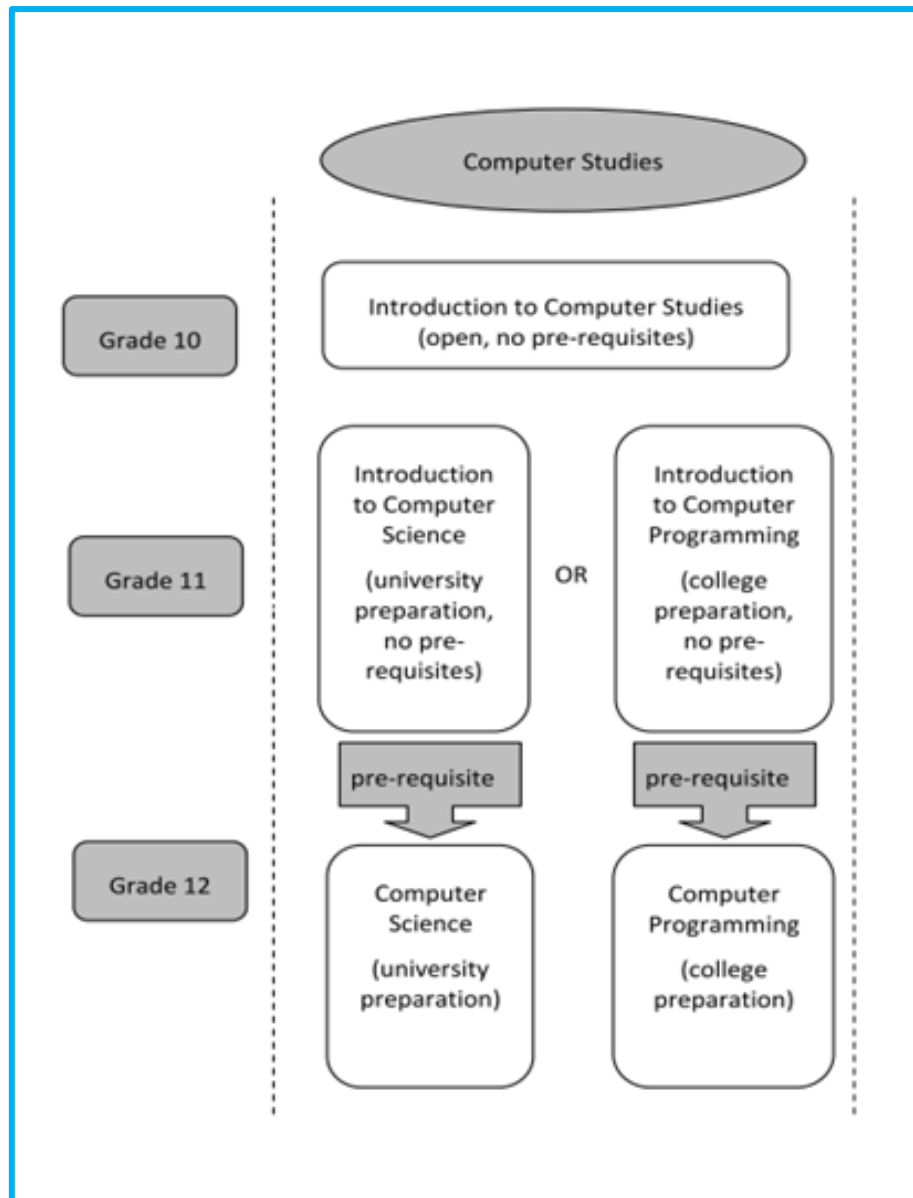 Computer Studies
Grade 10
Introduction to Computer Studies
(open, no pre-requisites)
Grade 11
Introduction
to Computer
Science
(university
preparation,
no pre-
requisites)
OR
Introduction
to Computer
Programming
(college
preparation,
no pre-
requisites)
pre-requisite
pre-requisite
Grade 12
Computer
Science
(university
preparation)
Computer
Programming
(college
preparation)